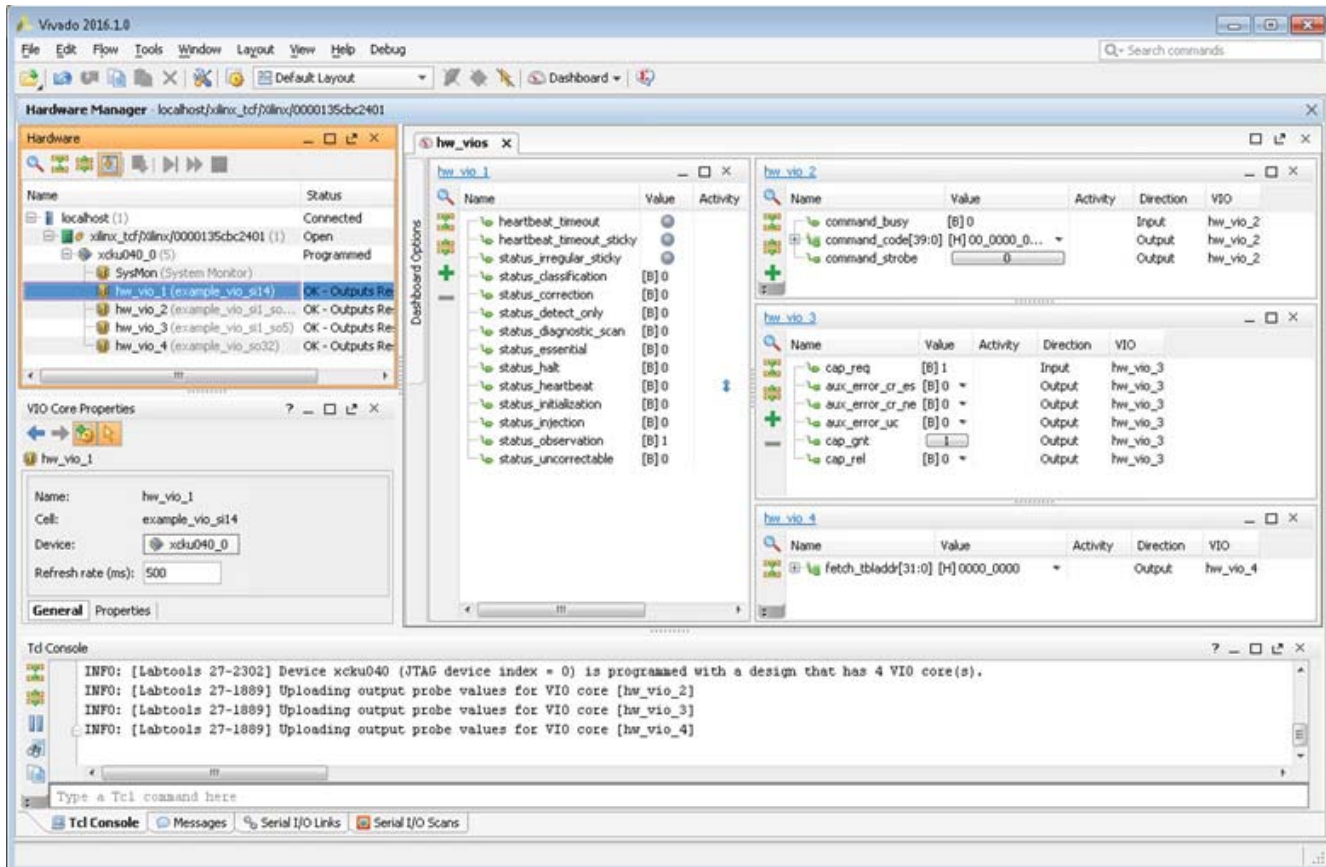 Vivado 2016.1.0
File Edit Flow Tools Window Layout View Help Debug
Search commands
Default Layout
Dashboard
Hardware Manager - localhost/xilinx_tcf/Xilinx/0000135cbc2401
Hardware
Name Status
localhost (1) Connected
xilinx_tcf/Xilinx/0000135cbc2401 (1) Open
xcku040_0 (5) Programmed
SysMon (System Monitor)
hw_vio_1 (example_vio_si14) OK - Outputs Re
hw_vio_2 (example_vio_si1_so... OK - Outputs Re
hw_vio_3 (example_vio_si1_so5) OK - Outputs Re
hw_vio_4 (example_vio_so32) OK - Outputs Re
VIO Core Properties
hw_vio_1
Name: hw_vio_1
Cell: example_vio_si14
Device: xcku040_0
Refresh rate (ms): 500
General Properties
hw_vios
Dashboard Options
hw_vio_1
Name Value Activity
heartbeat_timeout
heartbeat_timeout_sticky
status_irregular_sticky
status_classification [B] 0
status_correction [B] 0
status_detect_only [B] 0
status_diagnostic_scan [B] 0
status_essential [B] 0
status_halt [B] 0
status_heartbeat [B] 0
status_initialization [B] 0
status_injection [B] 0
status_observation [B] 1
status_uncorrectable [B] 0
hw_vio_2
Name Value Activity Direction VIO
command_busy [B] 0 Input hw_vio_2
command_code[39:0] [H] 00_0000_0... Output hw_vio_2
command_strobe 0 Output hw_vio_2
hw_vio_3
Name Value Activity Direction VIO
cap_req [B] 1 Input hw_vio_3
aux_error_cr_es [B] 0 Output hw_vio_3
aux_error_cr_ne [B] 0 Output hw_vio_3
aux_error_uc [B] 0 Output hw_vio_3
cap_gnt 1 Output hw_vio_3
cap_rel [B] 0 Output hw_vio_3
hw_vio_4
Name Value Activity Direction VIO
fetch_tbladdr[31:0] [H] 0000_0000 Output hw_vio_4
Tcl Console
INFO: [Labtools 27-2302] Device xcku040 (JTAG device index = 0) is programmed with a design that has 4 VIO core(s).
INFO: [Labtools 27-1889] Uploading output probe values for VIO core [hw_vio_2]
INFO: [Labtools 27-1889] Uploading output probe values for VIO core [hw_vio_3]
INFO: [Labtools 27-1889] Uploading output probe values for VIO core [hw_vio_4]
Type a Tcl command here
Tcl Console Messages Serial I/O Links Serial I/O Scans